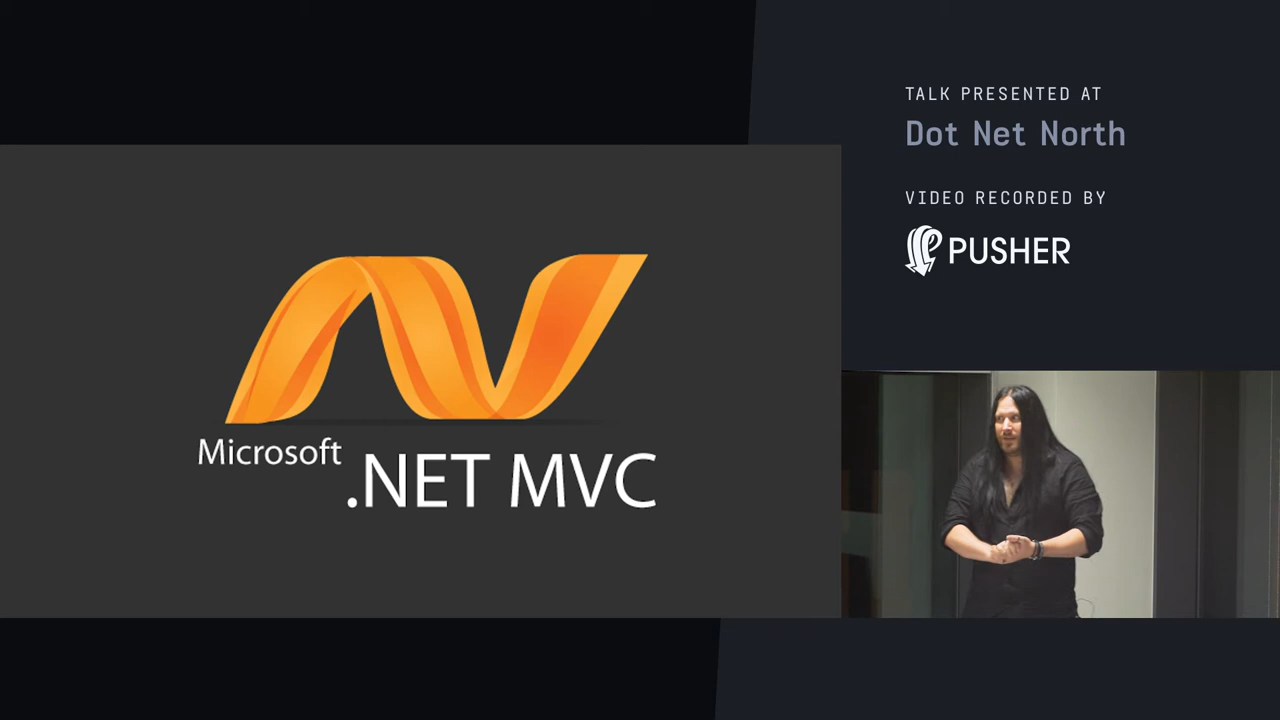 TALK PRESENTED AT
Dot Net North
VIDEO RECORDED BY
PUSHER
Microsoft
.NET MVC